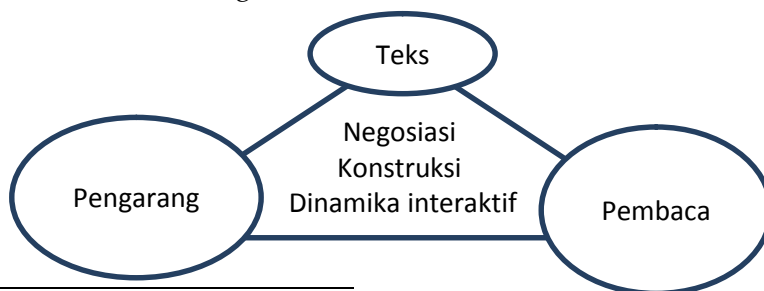 Teks
Negosiasi
Konstruksi
Dinamika interaktif
Pengarang
Pembaca